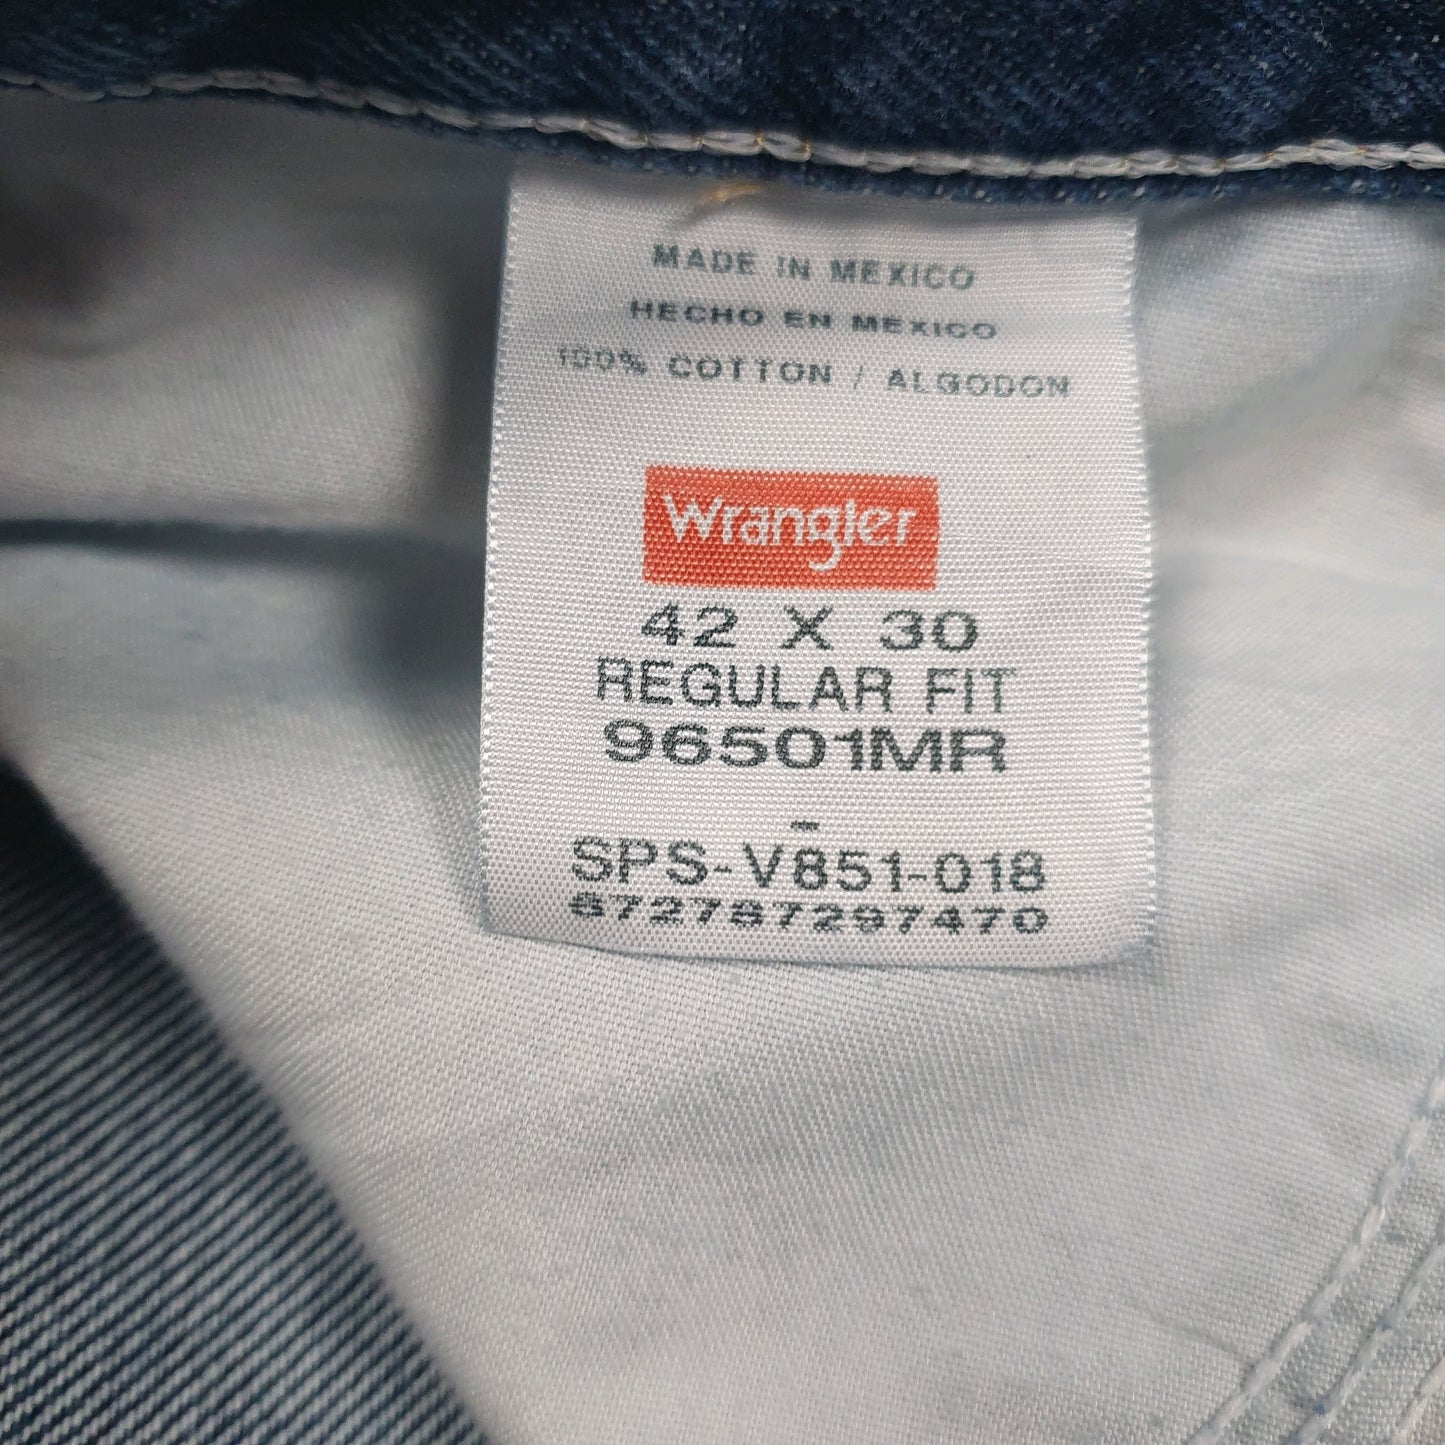 MADE IN MEXICO
HECHO EN MEXICO
100% COTTON / ALGODON
Wrangler
42 X 30
REGULAR FIT
96501MR
-
SPS-V851-018
872787297470